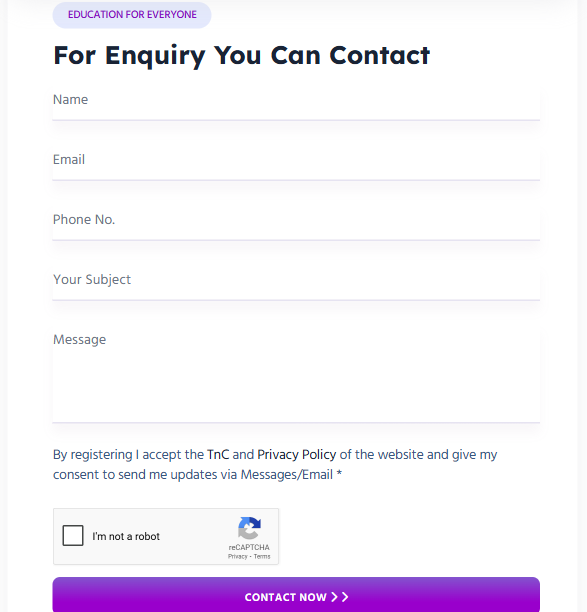 EDUCATION FOR EVERYONE
For Enquiry You Can Contact
Name
Email
Phone No.
Your Subject
Message
By registering I accept the TnC and Privacy Policy of the website and give my
consent to send me updates via Messages/Email *
I'm not a robot
reCAPTCHA
Privacy - Terms
CONTACT NOW